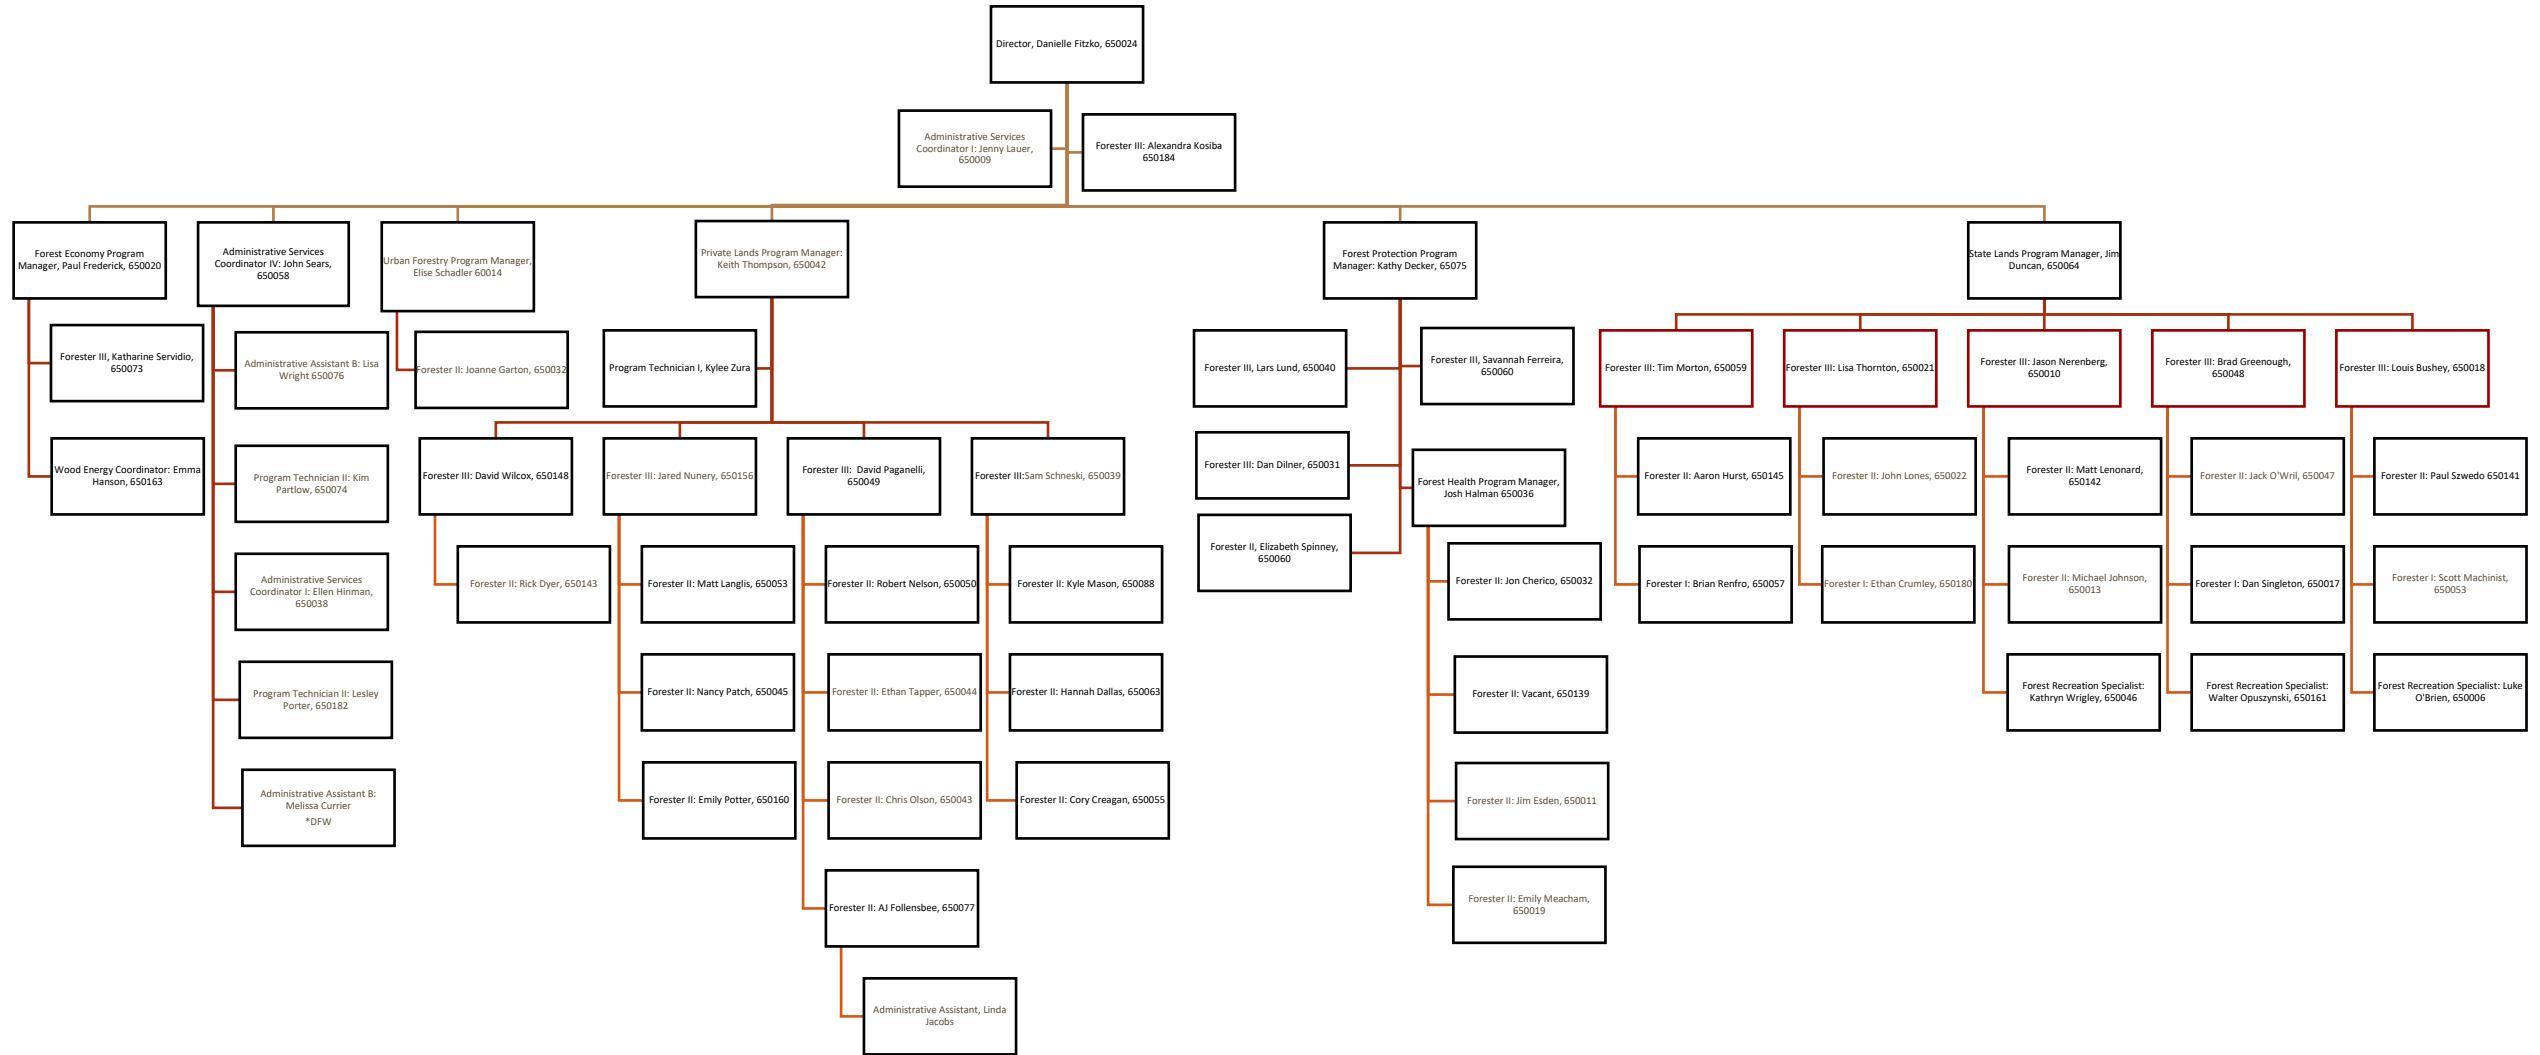 Director, Danielle Fitzko, 650024
Administrative Services
Coordinator I: Jenny Lauer,
650009
Forester III: Alexandra Kosiba
650184
Forest Economy Program
Manager, Paul Frederick, 650020
Administrative Services
Coordinator IV: John Sears,
650058
Urban Forestry Program Manager,
Elise Schadler 60014
Private Lands Program Manager:
Keith Thompson, 650042
Forest Protection Program
Manager: Kathy Decker, 65075
State Lands Program Manager, Jim
Duncan, 650064
Forester III, Katharine Servidio,
650073
Administrative Assistant B: Lisa
Wright 650076
Forester II: Joanne Garton, 650032
Program Technician I, Kylee Zura
Forester III, Lars Lund, 650040
Forester III, Savannah Ferreira,
650060
Forester III: Tim Morton, 650059
Forester III: Lisa Thornton, 650021
Forester III: Jason Nerenberg,
650010
Forester III: Brad Greenough,
650048
Forester III: Louis Bushey, 650018
Wood Energy Coordinator: Emma
Hanson, 650163
Program Technician II: Kim
Partlow, 650074
Forester III: David Wilcox, 650148
Forester III: Jared Nunery, 650156
Forester III:  David Paganelli,
650049
Forester III:Sam Schneski, 650039
Forester III: Dan Dilner, 650031
Forest Health Program Manager,
Josh Halman 650036
Forester II: Aaron Hurst, 650145
Forester II: John Lones, 650022
Forester II: Matt Lenonard,
650142
Forester II: Jack O'Wril, 650047
Forester II: Paul Szwedo 650141
Administrative Services
Coordinator I: Ellen Hinman,
650038
Forester II: Rick Dyer, 650143
Forester II: Matt Langlis, 650053
Forester II: Robert Nelson, 650050
Forester II: Kyle Mason, 650088
Forester II, Elizabeth Spinney,
650060
Forester II: Jon Cherico, 650032
Forester I: Brian Renfro, 650057
Forester I: Ethan Crumley, 650180
Forester II: Michael Johnson,
650013
Forester I: Dan Singleton, 650017
Forester I: Scott Machinist,
650053
Program Technician II: Lesley
Porter, 650182
Forester II: Nancy Patch, 650045
Forester II: Ethan Tapper, 650044
Forester II: Hannah Dallas, 650063
Forester II: Vacant, 650139
Forest Recreation Specialist:
Kathryn Wrigley, 650046
Forest Recreation Specialist:
Walter Opuszynski, 650161
Forest Recreation Specialist: Luke
O'Brien, 650006
Administrative Assistant B:
Melissa Currier
*DFW
Forester II: Emily Potter, 650160
Forester II: Chris Olson, 650043
Forester II: Cory Creagan, 650055
Forester II: Jim Esden, 650011
Forester II: AJ Follensbee, 650077
Forester II: Emily Meacham,
650019
Administrative Assistant, Linda
Jacobs